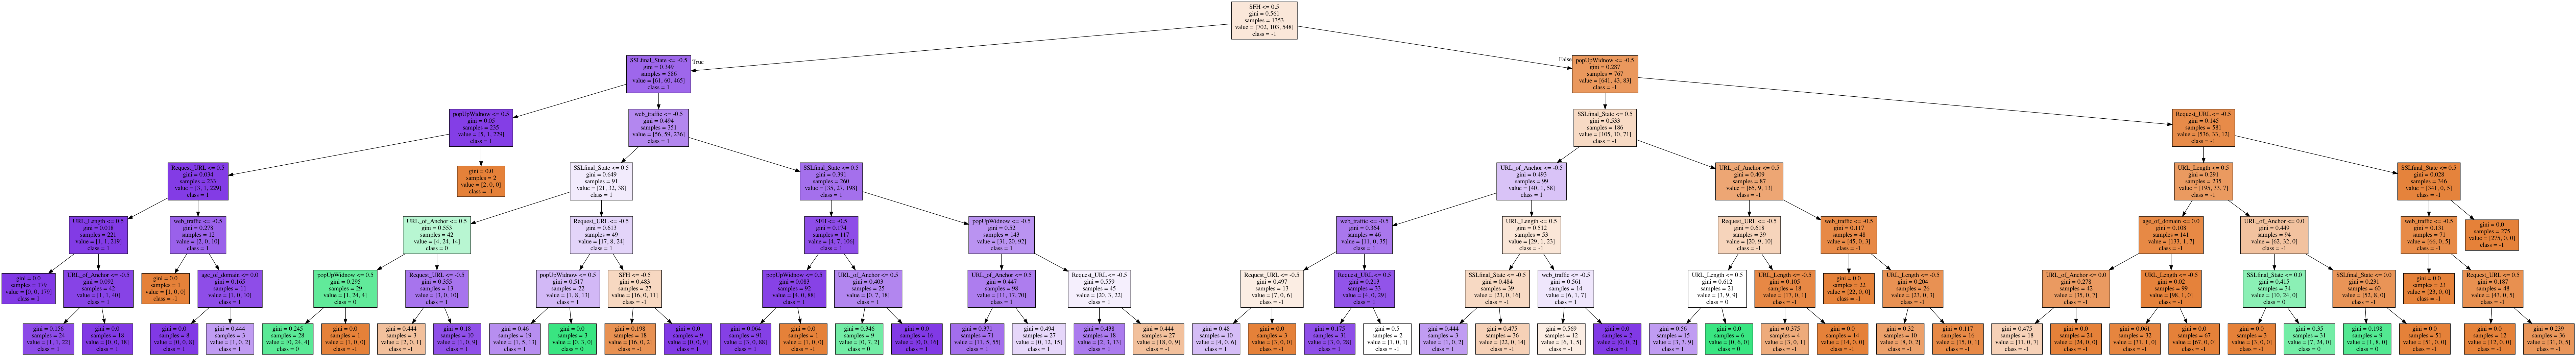 SFH <= 0.5
gini = 0.561
samples = 1353
value = [702, 103, 548]
class = -1
True
False
SSLfinal_State <= -0.5
gini = 0.349
samples = 586
value = [61, 60, 465]
class = 1
popUpWidnow <= -0.5
gini = 0.287
samples = 767
value = [641, 43, 83]
class = -1
popUpWidnow <= 0.5
gini = 0.05
samples = 235
value = [5, 1, 229]
class = 1
web_traffic <= -0.5
gini = 0.494
samples = 351
value = [56, 59, 236]
class = 1
SSLfinal_State <= 0.5
gini = 0.533
samples = 186
value = [105, 10, 71]
class = -1
Request_URL <= -0.5
gini = 0.145
samples = 581
value = [536, 33, 12]
class = -1
Request_URL <= 0.5
gini = 0.034
samples = 233
value = [3, 1, 229]
class = 1
gini = 0.0
samples = 2
value = [2, 0, 0]
class = -1
SSLfinal_State <= 0.5
gini = 0.649
samples = 91
value = [21, 32, 38]
class = 1
SSLfinal_State <= 0.5
gini = 0.391
samples = 260
value = [35, 27, 198]
class = 1
URL_of_Anchor <= -0.5
gini = 0.493
samples = 99
value = [40, 1, 58]
class = 1
URL_of_Anchor <= 0.5
gini = 0.409
samples = 87
value = [65, 9, 13]
class = -1
URL_Length <= 0.5
gini = 0.291
samples = 235
value = [195, 33, 7]
class = -1
SSLfinal_State <= 0.5
gini = 0.028
samples = 346
value = [341, 0, 5]
class = -1
URL_Length <= 0.5
gini = 0.018
samples = 221
value = [1, 1, 219]
class = 1
web_traffic <= -0.5
gini = 0.278
samples = 12
value = [2, 0, 10]
class = 1
URL_of_Anchor <= 0.5
gini = 0.553
samples = 42
value = [4, 24, 14]
class = 0
Request_URL <= -0.5
gini = 0.613
samples = 49
value = [17, 8, 24]
class = 1
SFH <= -0.5
gini = 0.174
samples = 117
value = [4, 7, 106]
class = 1
popUpWidnow <= -0.5
gini = 0.52
samples = 143
value = [31, 20, 92]
class = 1
web_traffic <= -0.5
gini = 0.364
samples = 46
value = [11, 0, 35]
class = 1
URL_Length <= 0.5
gini = 0.512
samples = 53
value = [29, 1, 23]
class = -1
Request_URL <= -0.5
gini = 0.618
samples = 39
value = [20, 9, 10]
class = -1
web_traffic <= -0.5
gini = 0.117
samples = 48
value = [45, 0, 3]
class = -1
age_of_domain <= 0.0
gini = 0.108
samples = 141
value = [133, 1, 7]
class = -1
URL_of_Anchor <= 0.0
gini = 0.449
samples = 94
value = [62, 32, 0]
class = -1
web_traffic <= -0.5
gini = 0.131
samples = 71
value = [66, 0, 5]
class = -1
gini = 0.0
samples = 275
value = [275, 0, 0]
class = -1
gini = 0.0
samples = 179
value = [0, 0, 179]
class = 1
URL_of_Anchor <= -0.5
gini = 0.092
samples = 42
value = [1, 1, 40]
class = 1
gini = 0.0
samples = 1
value = [1, 0, 0]
class = -1
age_of_domain <= 0.0
gini = 0.165
samples = 11
value = [1, 0, 10]
class = 1
popUpWidnow <= 0.5
gini = 0.295
samples = 29
value = [1, 24, 4]
class = 0
Request_URL <= -0.5
gini = 0.355
samples = 13
value = [3, 0, 10]
class = 1
popUpWidnow <= 0.5
gini = 0.517
samples = 22
value = [1, 8, 13]
class = 1
SFH <= -0.5
gini = 0.483
samples = 27
value = [16, 0, 11]
class = -1
popUpWidnow <= 0.5
gini = 0.083
samples = 92
value = [4, 0, 88]
class = 1
URL_of_Anchor <= 0.5
gini = 0.403
samples = 25
value = [0, 7, 18]
class = 1
URL_of_Anchor <= 0.5
gini = 0.447
samples = 98
value = [11, 17, 70]
class = 1
Request_URL <= -0.5
gini = 0.559
samples = 45
value = [20, 3, 22]
class = 1
Request_URL <= -0.5
gini = 0.497
samples = 13
value = [7, 0, 6]
class = -1
Request_URL <= 0.5
gini = 0.213
samples = 33
value = [4, 0, 29]
class = 1
SSLfinal_State <= -0.5
gini = 0.484
samples = 39
value = [23, 0, 16]
class = -1
web_traffic <= -0.5
gini = 0.561
samples = 14
value = [6, 1, 7]
class = 1
URL_Length <= 0.5
gini = 0.612
samples = 21
value = [3, 9, 9]
class = 0
URL_Length <= -0.5
gini = 0.105
samples = 18
value = [17, 0, 1]
class = -1
gini = 0.0
samples = 22
value = [22, 0, 0]
class = -1
URL_Length <= -0.5
gini = 0.204
samples = 26
value = [23, 0, 3]
class = -1
URL_of_Anchor <= 0.0
gini = 0.278
samples = 42
value = [35, 0, 7]
class = -1
URL_Length <= -0.5
gini = 0.02
samples = 99
value = [98, 1, 0]
class = -1
SSLfinal_State <= 0.0
gini = 0.415
samples = 34
value = [10, 24, 0]
class = 0
SSLfinal_State <= 0.0
gini = 0.231
samples = 60
value = [52, 8, 0]
class = -1
gini = 0.0
samples = 23
value = [23, 0, 0]
class = -1
Request_URL <= 0.5
gini = 0.187
samples = 48
value = [43, 0, 5]
class = -1
gini = 0.156
samples = 24
value = [1, 1, 22]
class = 1
gini = 0.0
samples = 18
value = [0, 0, 18]
class = 1
gini = 0.0
samples = 8
value = [0, 0, 8]
class = 1
gini = 0.444
samples = 3
value = [1, 0, 2]
class = 1
gini = 0.245
samples = 28
value = [0, 24, 4]
class = 0
gini = 0.0
samples = 1
value = [1, 0, 0]
class = -1
gini = 0.444
samples = 3
value = [2, 0, 1]
class = -1
gini = 0.18
samples = 10
value = [1, 0, 9]
class = 1
gini = 0.46
samples = 19
value = [1, 5, 13]
class = 1
gini = 0.0
samples = 3
value = [0, 3, 0]
class = 0
gini = 0.198
samples = 18
value = [16, 0, 2]
class = -1
gini = 0.0
samples = 9
value = [0, 0, 9]
class = 1
gini = 0.064
samples = 91
value = [3, 0, 88]
class = 1
gini = 0.0
samples = 1
value = [1, 0, 0]
class = -1
gini = 0.346
samples = 9
value = [0, 7, 2]
class = 0
gini = 0.0
samples = 16
value = [0, 0, 16]
class = 1
gini = 0.371
samples = 71
value = [11, 5, 55]
class = 1
gini = 0.494
samples = 27
value = [0, 12, 15]
class = 1
gini = 0.438
samples = 18
value = [2, 3, 13]
class = 1
gini = 0.444
samples = 27
value = [18, 0, 9]
class = -1
gini = 0.48
samples = 10
value = [4, 0, 6]
class = 1
gini = 0.0
samples = 3
value = [3, 0, 0]
class = -1
gini = 0.175
samples = 31
value = [3, 0, 28]
class = 1
gini = 0.5
samples = 2
value = [1, 0, 1]
class = -1
gini = 0.444
samples = 3
value = [1, 0, 2]
class = 1
gini = 0.475
samples = 36
value = [22, 0, 14]
class = -1
gini = 0.569
samples = 12
value = [6, 1, 5]
class = -1
gini = 0.0
samples = 2
value = [0, 0, 2]
class = 1
gini = 0.56
samples = 15
value = [3, 3, 9]
class = 1
gini = 0.0
samples = 6
value = [0, 6, 0]
class = 0
gini = 0.375
samples = 4
value = [3, 0, 1]
class = -1
gini = 0.0
samples = 14
value = [14, 0, 0]
class = -1
gini = 0.32
samples = 10
value = [8, 0, 2]
class = -1
gini = 0.117
samples = 16
value = [15, 0, 1]
class = -1
gini = 0.475
samples = 18
value = [11, 0, 7]
class = -1
gini = 0.0
samples = 24
value = [24, 0, 0]
class = -1
gini = 0.061
samples = 32
value = [31, 1, 0]
class = -1
gini = 0.0
samples = 67
value = [67, 0, 0]
class = -1
gini = 0.0
samples = 3
value = [3, 0, 0]
class = -1
gini = 0.35
samples = 31
value = [7, 24, 0]
class = 0
gini = 0.198
samples = 9
value = [1, 8, 0]
class = 0
gini = 0.0
samples = 51
value = [51, 0, 0]
class = -1
gini = 0.0
samples = 12
value = [12, 0, 0]
class = -1
gini = 0.239
samples = 36
value = [31, 0, 5]
class = -1